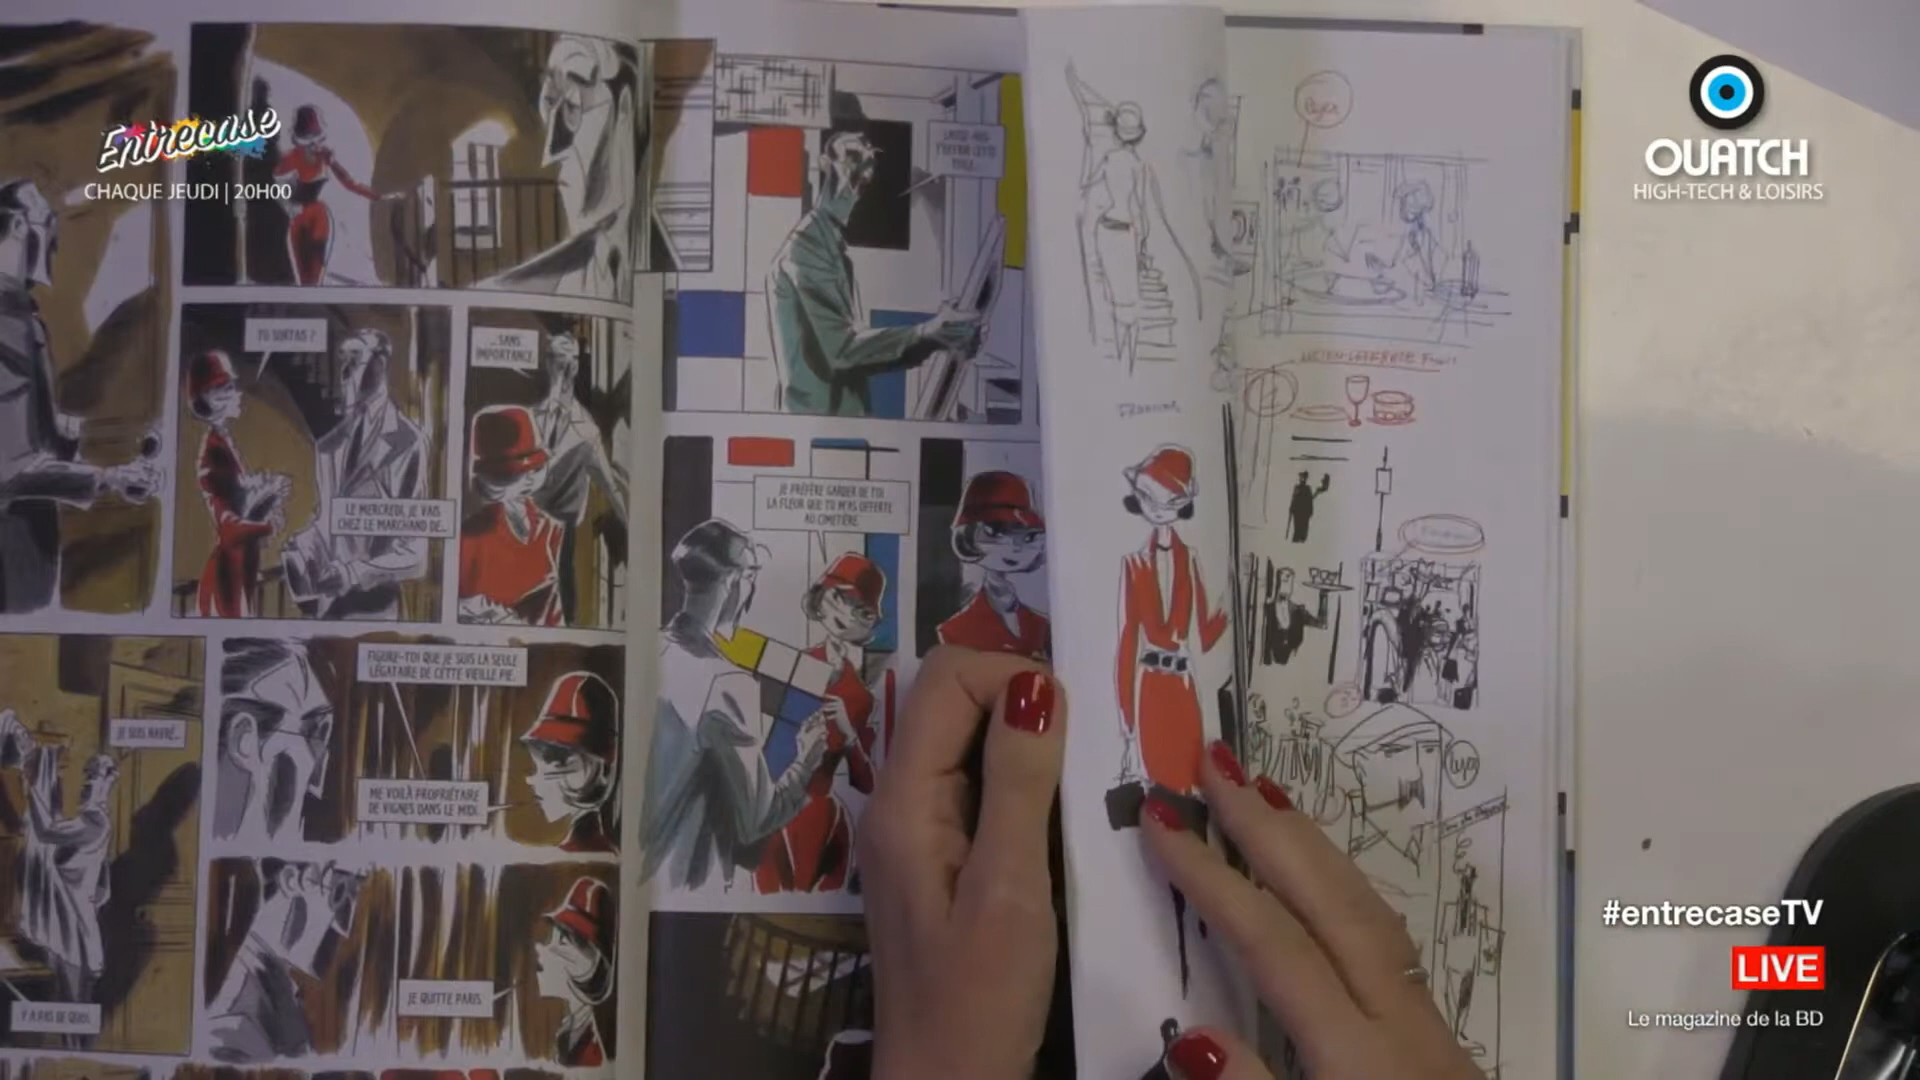 Entrecase
CHAQUE JEUDI | 20H00
OUATCH
HIGH-TECH & LOISIRS
TU SORTAIS ?
...SANS
IMPORTANCE.
LE MERCREDI, JE VAIS
CHEZ LE MARCHAND DE...
JE PRÉFÈRE GARDER DE TOI
LA FLEUR QUE TU M'AS OFFERTE
AU CIMETIÈRE
FIGURE-TOI QUE JE SUIS LA SEULE
LÉGATAIRE DE CETTE VIEILLE PIE.
JE SUIS NAVRÉ...
ME VOILÀ PROPRIÉTAIRE
DE VIGNES DANS LE MIDI.
JE QUITTE PARIS
Y A PAS DE QUOI.
#entrecaseTV
LIVE
Le magazine de la BD